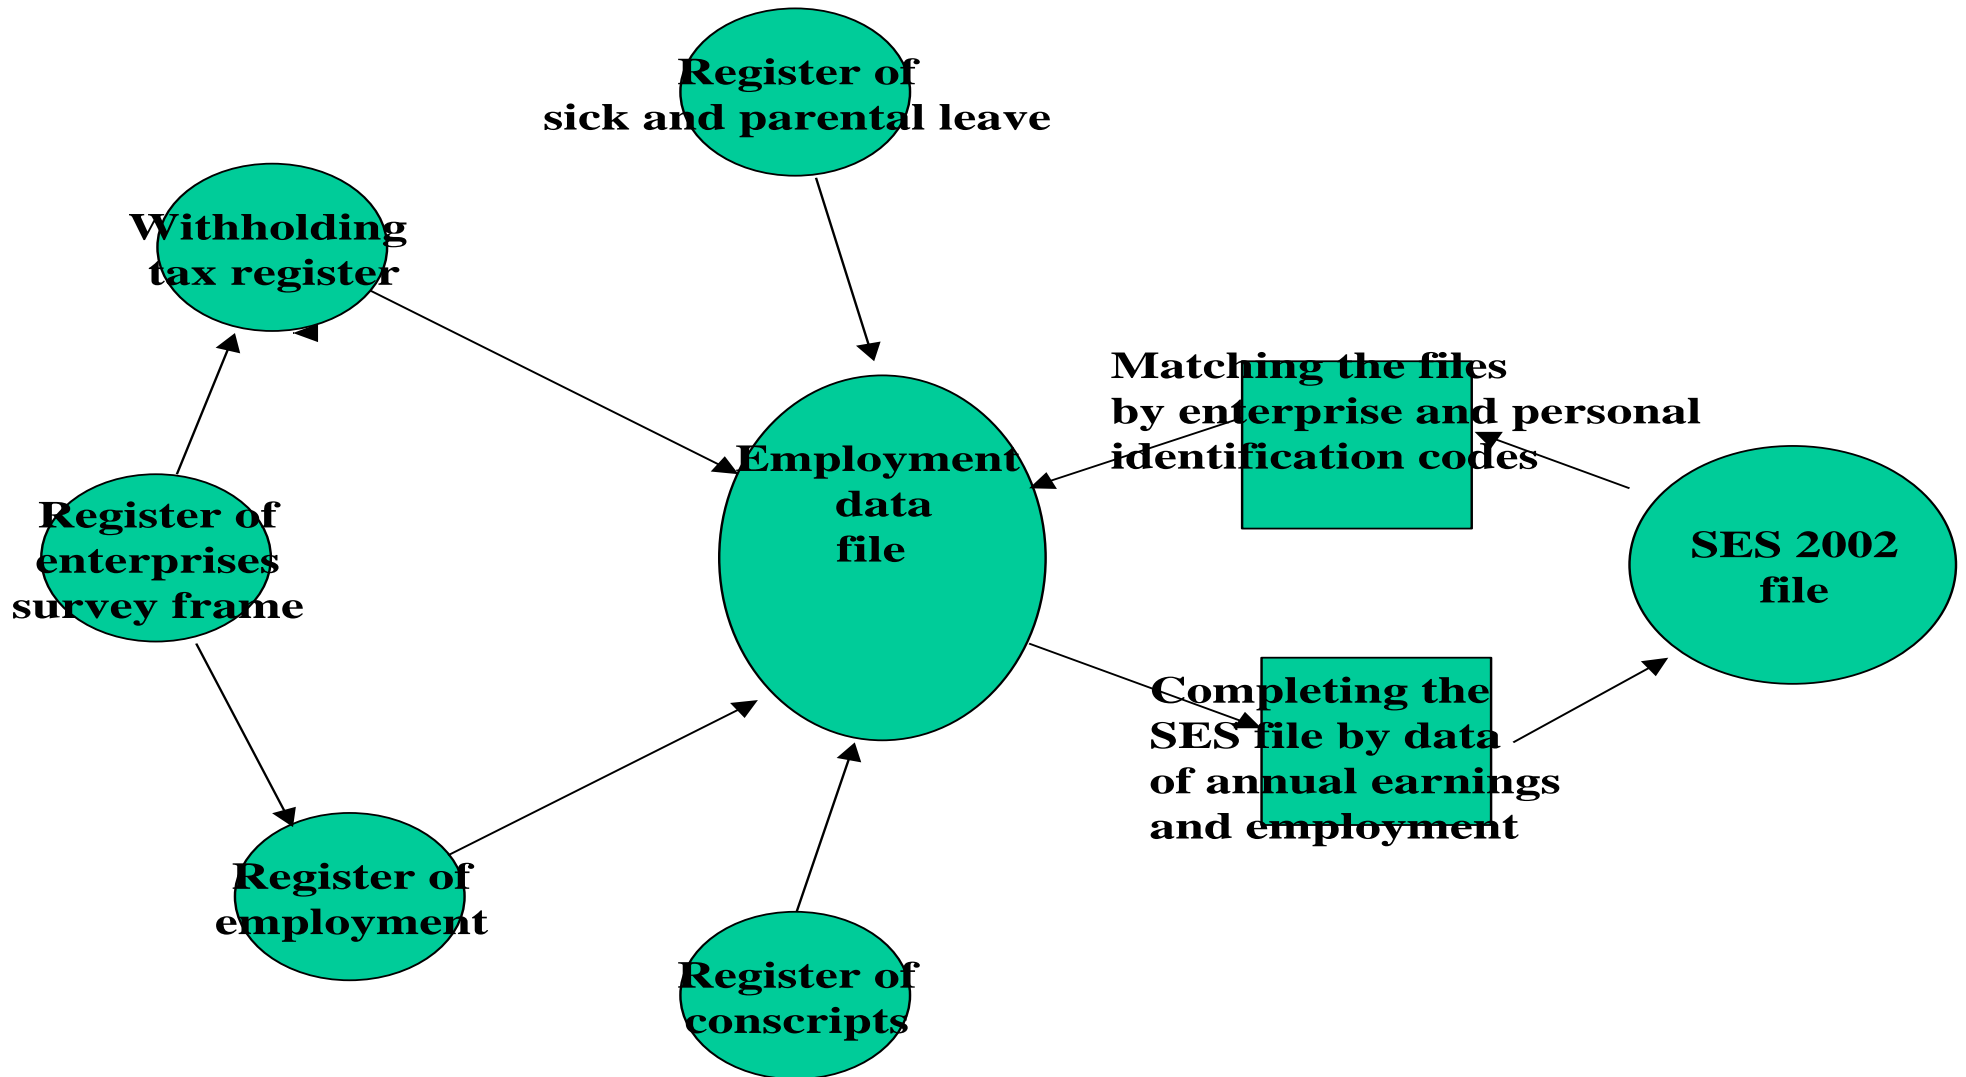 Register of
sick and parental leave
Withholding
tax register
Matching the files
by enterprise and personal
identification codes
Employment
data
file
Register of
enterprises
survey frame
SES 2002
file
Completing the
SES file by data
of annual earnings
and employment
Register of
employment
Register of
conscripts